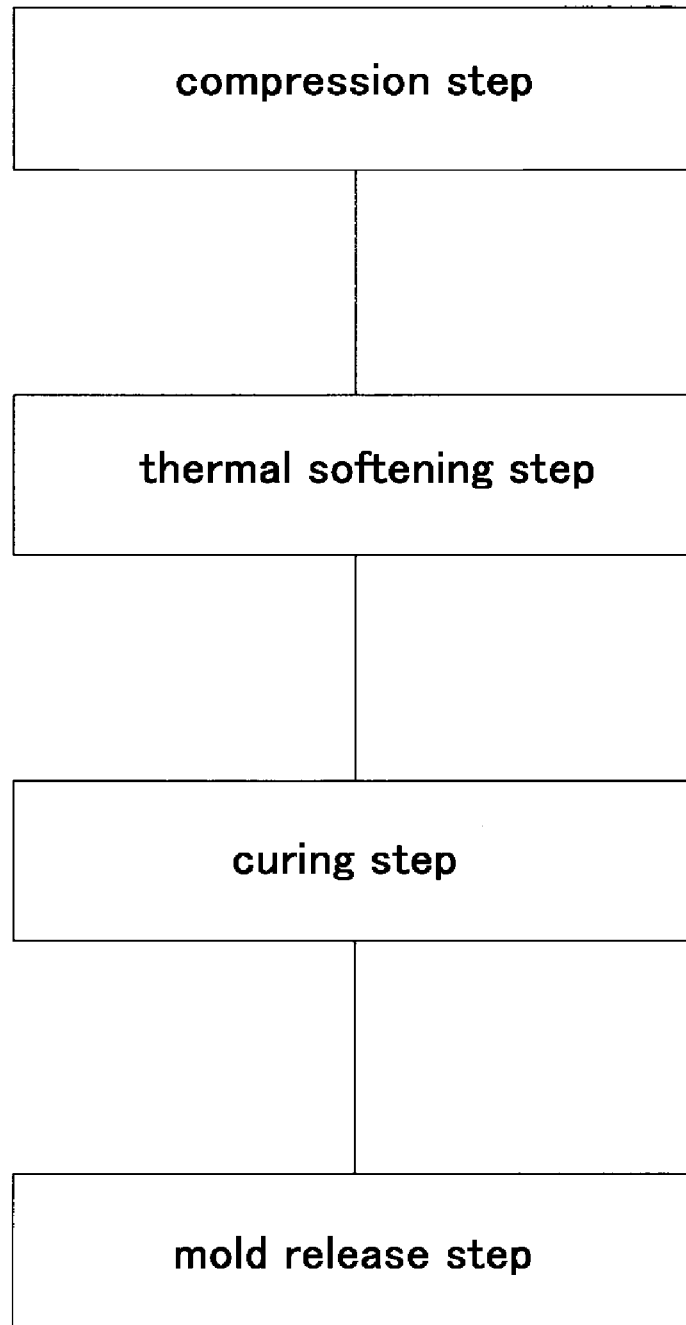 compression step
thermal softening step
curing step
mold release step